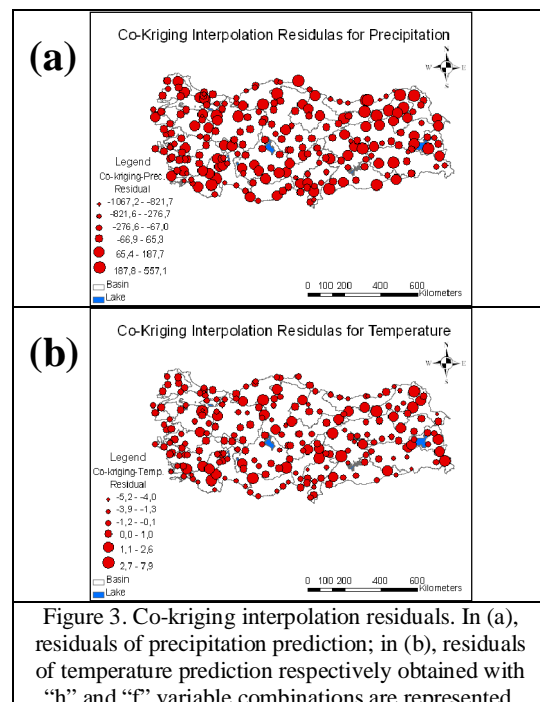 (a)
Co-Kriging Interpolation Residulas for Precipitation
N
W E
S
Legend
Co-kriging-Prec.
Residual
-1067,2 - -821,7
-821,6 - -276,7
-276,6 - -67,0
-66,9 - 65,3
65,4 - 187,7
187,8 - 557,1
Basin
Lake
0 100 200 400 600
Kilometers
(b)
Co-Kriging Interpolation Residulas for Temperature
N
W E
S
Legend
Co-kriging-Temp.
Residual
-5,2 - -4,0
-3,9 - -1,3
-1,2 - -0,1
0,0 - 1,0
1,1 - 2,6
2,7 - 7,9
Basin
Lake
0 100 200 400 600
Kilometers
Figure 3. Co-kriging interpolation residuals. In (a),
residuals of precipitation prediction; in (b), residuals
of temperature prediction respectively obtained with
“h” and “f” variable combinations are represented